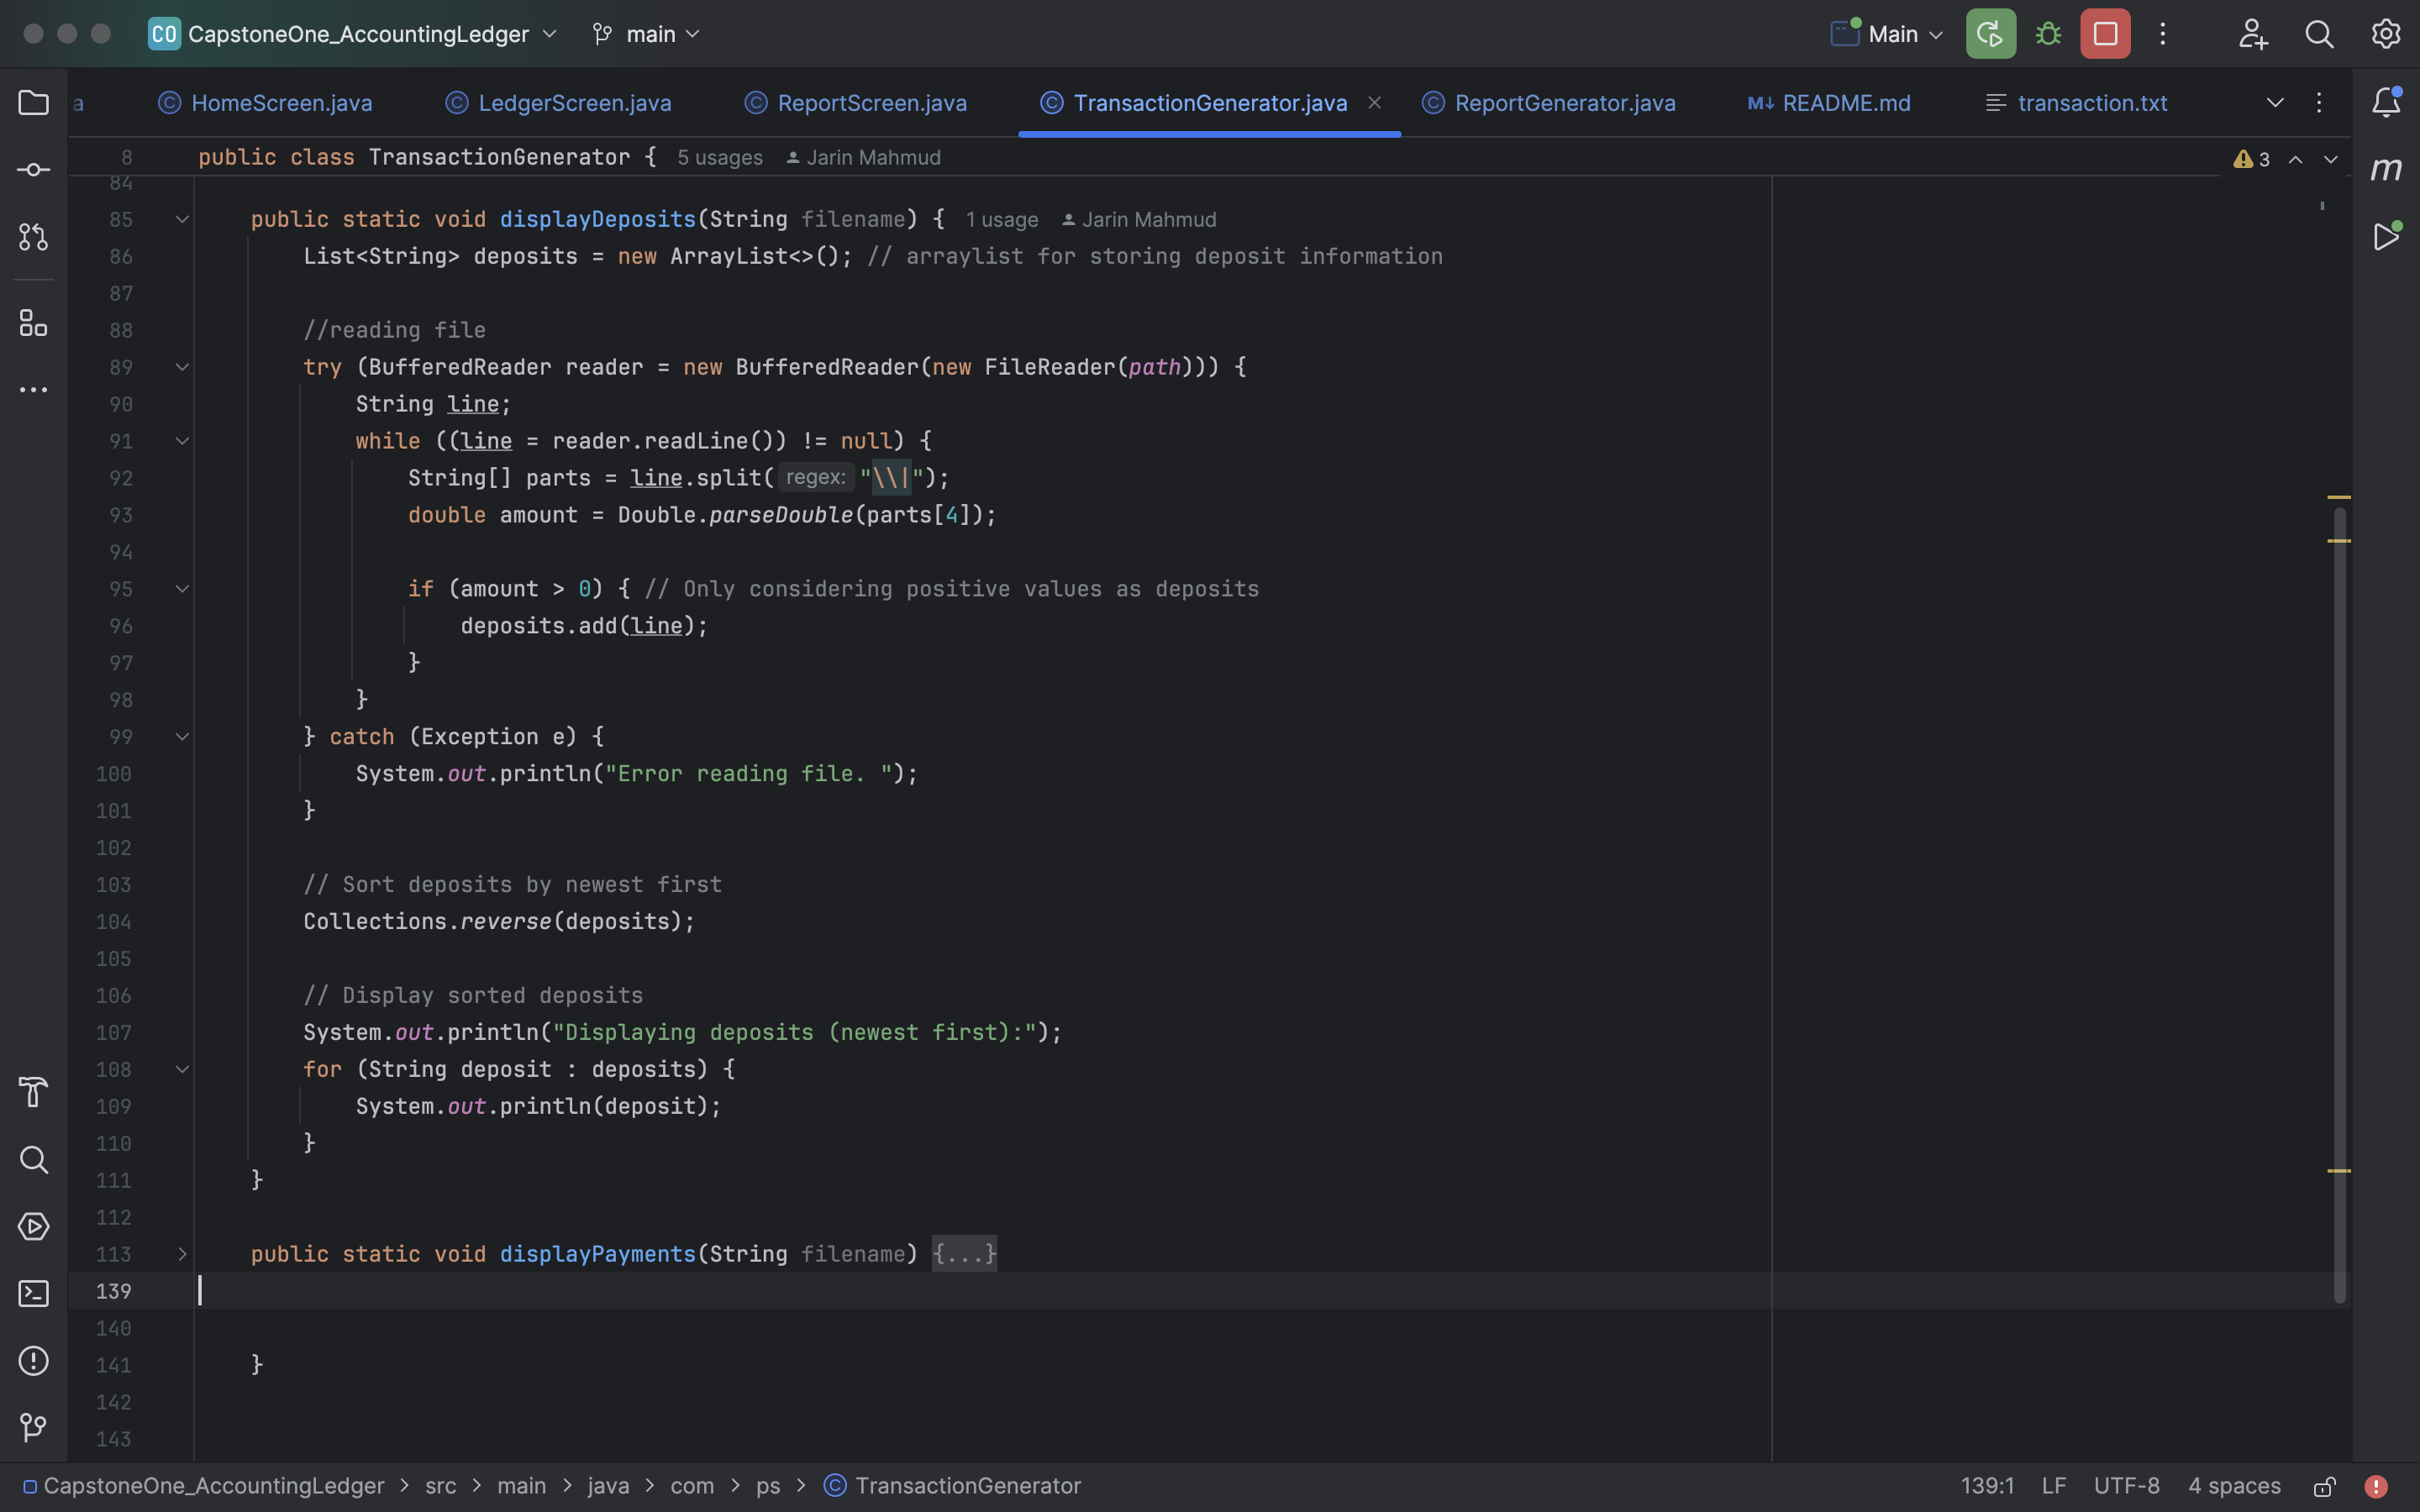 CO CapstoneOne_AccountingLedger main Main
a HomeScreen.java LedgerScreen.java ReportScreen.java TransactionGenerator.java ReportGenerator.java M↓ README.md transaction.txt
8 public class TransactionGenerator { 5 usages Jarin Mahmud 3
84
85 public static void displayDeposits(String filename) { 1 usage Jarin Mahmud
86 List<String> deposits = new ArrayList<>(); // arraylist for storing deposit information
87
88 //reading file
89 try (BufferedReader reader = new BufferedReader(new FileReader(path))) {
90 String line;
91 while ((line = reader.readLine()) != null) {
92 String[] parts = line.split( regex: "\\|");
93 double amount = Double.parseDouble(parts[4]);
94
95 if (amount > 0) { // Only considering positive values as deposits
96 deposits.add(line);
97 }
98 }
99 } catch (Exception e) {
100 System.out.println("Error reading file. ");
101 }
102
103 // Sort deposits by newest first
104 Collections.reverse(deposits);
105
106 // Display sorted deposits
107 System.out.println("Displaying deposits (newest first):");
108 for (String deposit : deposits) {
109 System.out.println(deposit);
110 }
111 }
112
113 public static void displayPayments(String filename) {...}
139
140
141 }
142
143
CapstoneOne_AccountingLedger > src > main > java > com > ps > TransactionGenerator 139:1 LF UTF-8 4 spaces